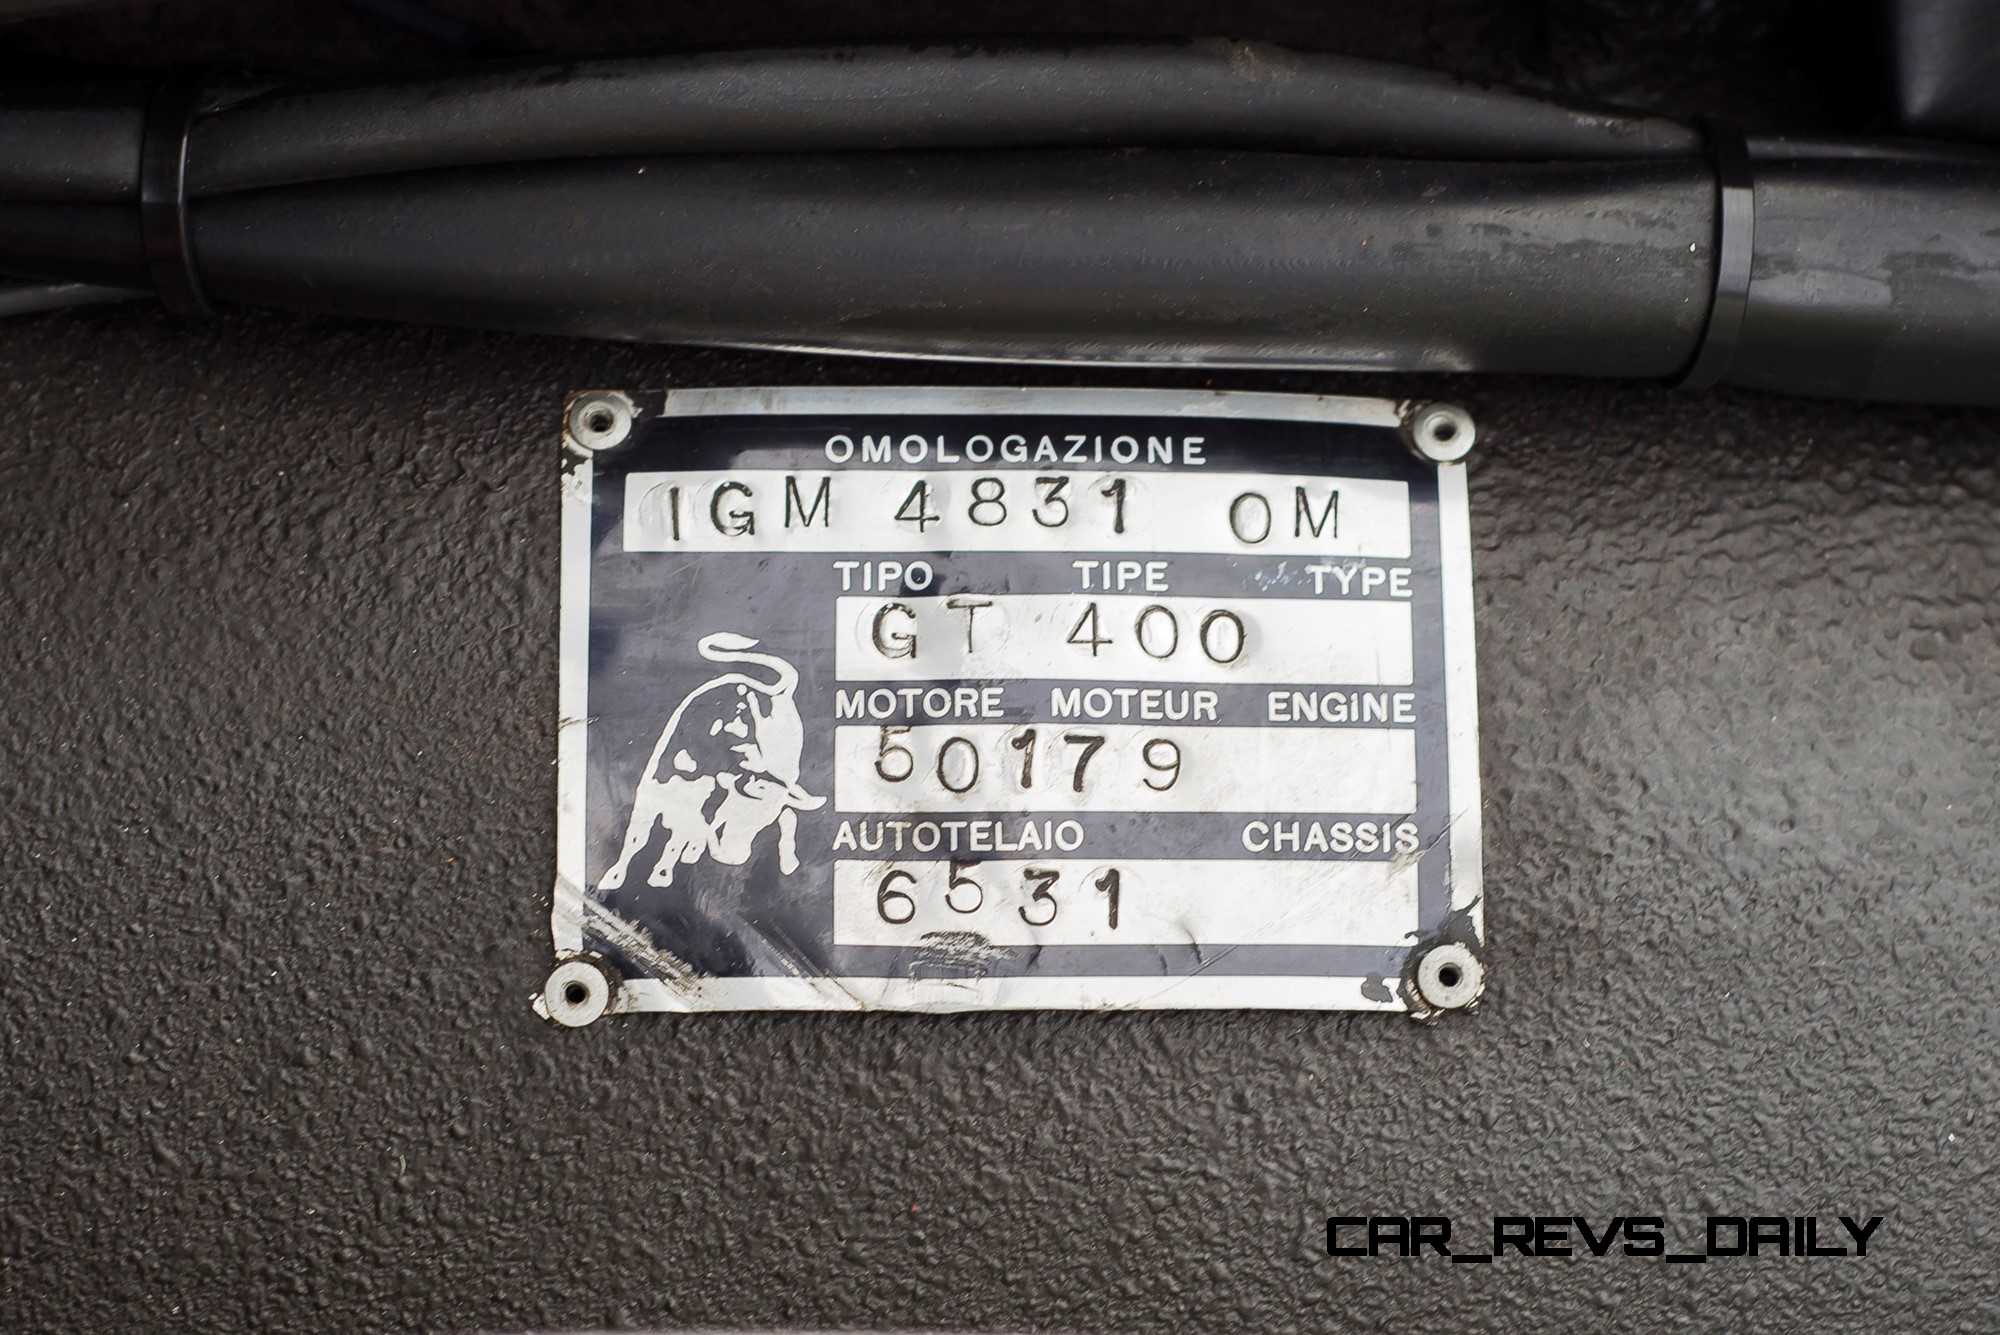 OMOLOGAZIONE
IGM 4831 OM
TIPO TIPE TYPE
GT 400
MOTORE MOTEUR ENGINE
50179
AUTOTELAIO CHASSIS
6531
CAR_REVS_DAILY